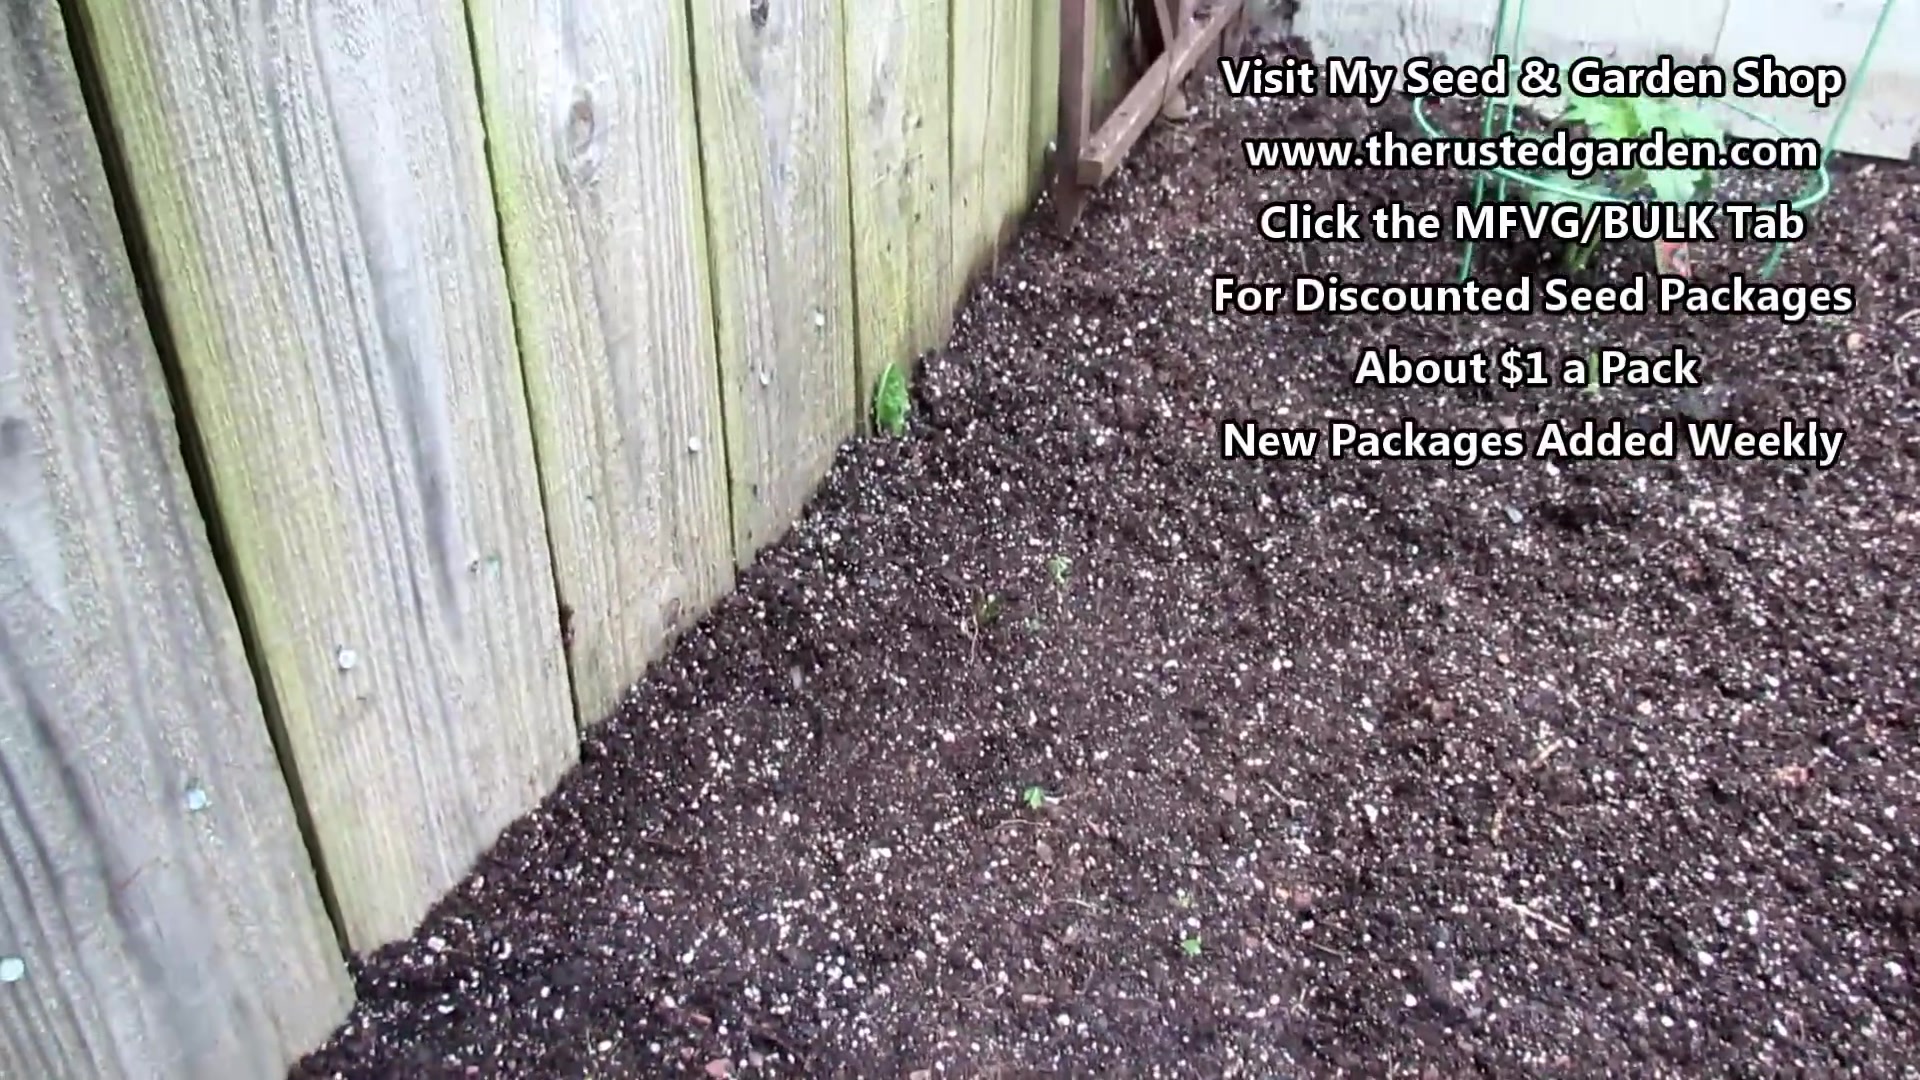 Visit My Seed & Garden Shop
www.therustedgarden.com
Click the MFVG/BULK Tab
For Discounted Seed Packages
About $1 a Pack
New Packages Added Weekly